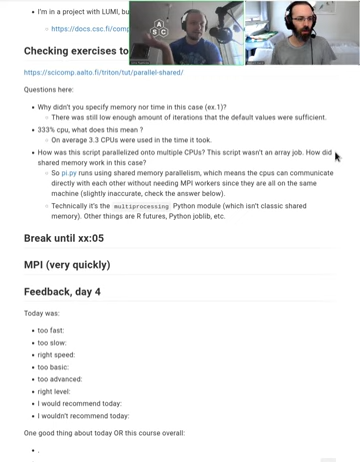 I'm in a project with LUMI, bu
https://docs.csc.fi/comp
A
S C
Checking exercises to
https://scicomp.aalto.fi/triton/tut/parallel-shared/
Questions here:
Why didn't you specify memory nor time in this case (ex.1)?
There was still low enough amount of iterations that the default values were sufficient.
333% cpu, what does this mean ?
On average 3.3 CPUs were used in the time it took.
How was this script parallelized onto multiple CPUs? This script wasn't an array job. How did
shared memory work in this case?
So pi.py runs using shared memory parallelism, which means the cpus can communicate
directly with each other without needing MPI workers since they are all on the same
machine (slightly inaccurate, check the answer below).
Technically it's the multiprocessing Python module (which isn't classic shared
memory). Other things are R futures, Python joblib, etc.
Break until xx:05
MPI (very quickly)
Feedback, day 4
Today was:
too fast:
too slow:
right speed:
too basic:
too advanced:
right level:
I would recommend today:
I wouldn't recommend today:
One good thing about today OR this course overall:
.